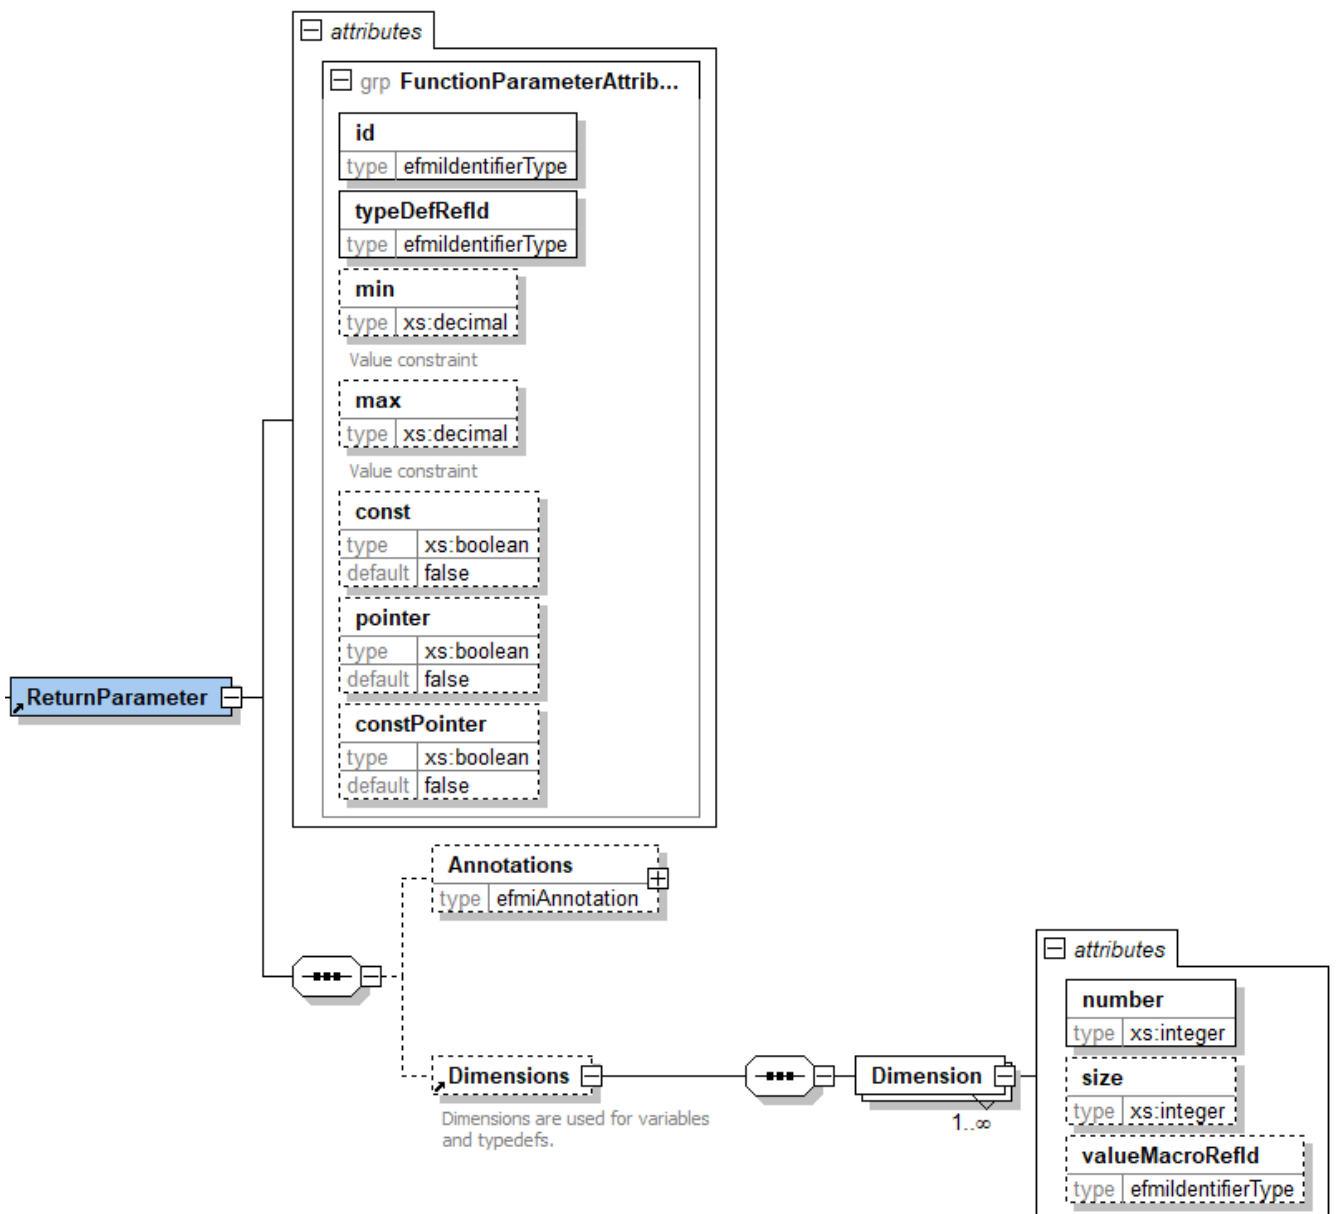 attributes
grp FunctionParameterAttrib...
id
type efmiIdentifierType
typeDefRefId
type efmiIdentifierType
min
type xs:decimal
Value constraint
max
type xs:decimal
Value constraint
const
type xs:boolean
default false
pointer
type xs:boolean
default false
ReturnParameter
constPointer
type xs:boolean
default false
Annotations
type efmiAnnotation
attributes
number
type xs:integer
Dimensions
Dimension
size
Dimensions are used for variables
and typedefs.
type xs:integer
1..∞
valueMacroRefId
type efmiIdentifierType